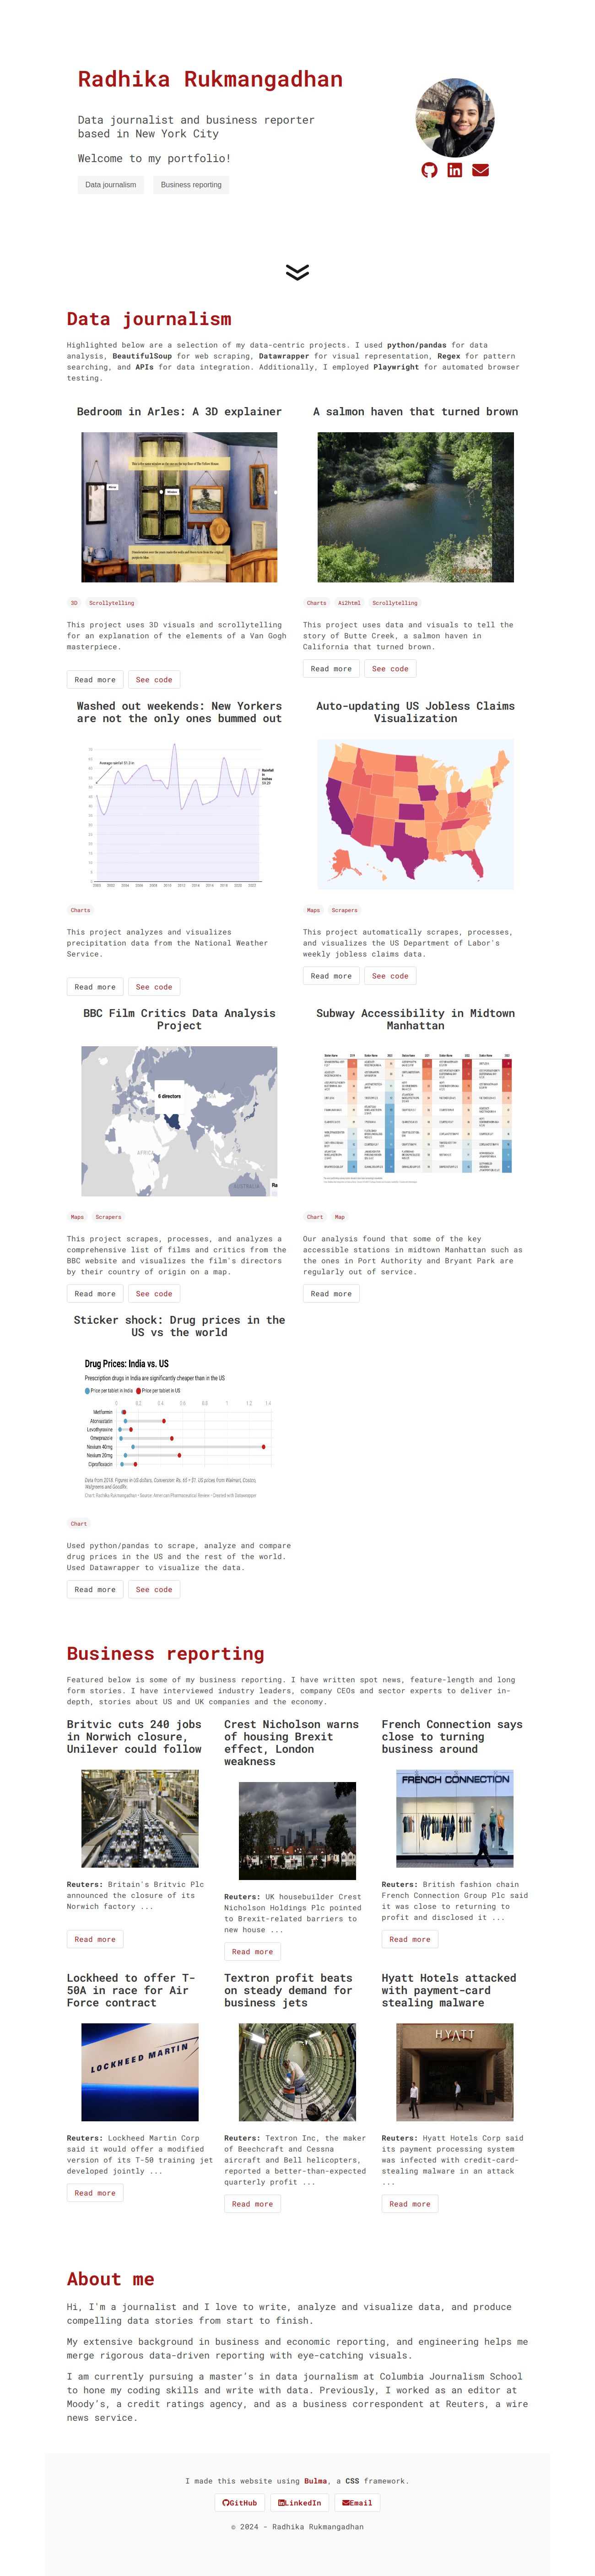 Radhika Rukmangadhan
Data journalist and business reporter
based in New York City
Welcome to my portfolio!
Data journalism
Business reporting
Data journalism
Highlighted below are a selection of my data-centric projects. I used python/pandas for data
analysis, BeautifulSoup for web scraping, Datawrapper for visual representation, Regex for pattern
searching, and APIs for data integration. Additionally, I employed Playwright for automated browser
testing.
Bedroom in Arles: A 3D explainer
3D
Scrollytelling
This project uses 3D visuals and scrollytelling
for an explanation of the elements of a Van Gogh
masterpiece.
Read more
See code
A salmon haven that turned brown
Charts
Ai2html
Scrollytelling
This project uses data and visuals to tell the
story of Butte Creek, a salmon haven in
California that turned brown.
Read more
See code
Washed out weekends: New Yorkers
are not the only ones bummed out
Charts
This project analyzes and visualizes
precipitation data from the National Weather
Service.
Read more
See code
Auto-updating US Jobless Claims
Visualization
Maps
Scrapers
This project automatically scrapes, processes,
and visualizes the US Department of Labor's
weekly jobless claims data.
Read more
See code
BBC Film Critics Data Analysis
Project
6 directors
AFRICA
AUSTRALIA
Maps
Scrapers
This project scrapes, processes, and analyzes a
comprehensive list of films and critics from the
BBC website and visualizes the film's directors
by their country of origin on a map.
Read more
See code
Subway Accessibility in Midtown
Manhattan
Chart
Map
Our analysis found that some of the key
accessible stations in midtown Manhattan such as
the ones in Port Authority and Bryant Park are
regularly out of service.
Read more
Sticker shock: Drug prices in the
US vs the world
Drug Prices: India vs. US
Prescription drugs in India are significantly cheaper than in the US
Price per tablet in India Price per tablet in US
0 0.2 0.4 0.6 0.8 1 1.2 1.4
Metformin
Atorvastatin
Levothyroxine
Omeprazole
Nexium 40mg
Nexium 20mg
Ciprofloxacin
Chart
Used python/pandas to scrape, analyze and compare
drug prices in the US and the rest of the world.
Used Datawrapper to visualize the data.
Read more
See code
Business reporting
Featured below is some of my business reporting. I have written spot news, feature-length and long
form stories. I have interviewed industry leaders, company CEOs and sector experts to deliver in-
depth, stories about US and UK companies and the economy.
Britvic cuts 240 jobs
in Norwich closure,
Unilever could follow
Reuters: Britain's Britvic Plc
announced the closure of its
Norwich factory ...
Read more
Crest Nicholson warns
of housing Brexit
effect, London
weakness
Reuters: UK housebuilder Crest
Nicholson Holdings Plc pointed
to Brexit-related barriers to
new house ...
Read more
French Connection says
close to turning
business around
FRENCH CONNECTION
Reuters: British fashion chain
French Connection Group Plc said
it was close to returning to
profit and disclosed it ...
Read more
Lockheed to offer T-
50A in race for Air
Force contract
LOCKHEED MARTIN
Reuters: Lockheed Martin Corp
said it would offer a modified
version of its T-50 training jet
developed jointly ...
Read more
Textron profit beats
on steady demand for
business jets
Reuters: Textron Inc, the maker
of Beechcraft and Cessna
aircraft and Bell helicopters,
reported a better-than-expected
quarterly profit ...
Read more
Hyatt Hotels attacked
with payment-card
stealing malware
HYATT
Reuters: Hyatt Hotels Corp said
its payment processing system
was infected with credit-card-
stealing malware in an attack
...
Read more
About me
Hi, I'm a journalist and I love to write, analyze and visualize data, and produce
compelling data stories from start to finish.
My extensive background in business and economic reporting, and engineering helps me
merge rigorous data-driven reporting with eye-catching visuals.
I am currently pursuing a master's in data journalism at Columbia Journalism School
to hone my coding skills and write with data. Previously, I worked as an editor at
Moody's, a credit ratings agency, and as a business correspondent at Reuters, a wire
news service.
I made this website using Bulma, a CSS framework.
GitHub
LinkedIn
Email
© 2024 - Radhika Rukmangadhan